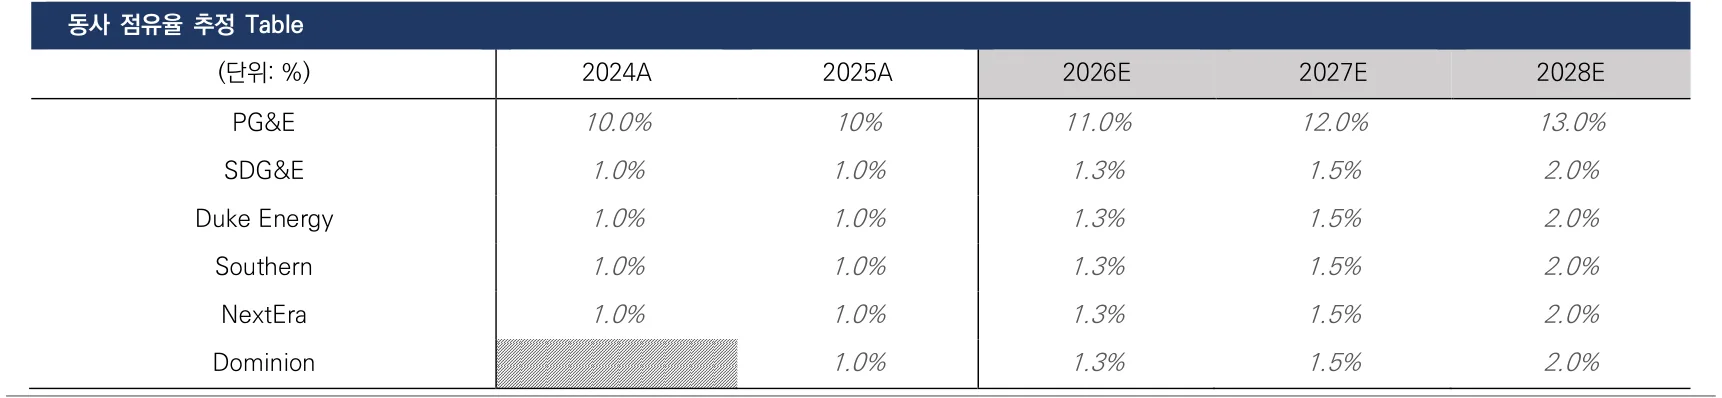 동사 점유율 추정 Table
(단위: %) 2024A 2025A 2026E 2027E 2028E
PG&E 10.0% 10% 11.0% 12.0% 13.0%
SDG&E 1.0% 1.0% 1.3% 1.5% 2.0%
Duke Energy 1.0% 1.0% 1.3% 1.5% 2.0%
Southern 1.0% 1.0% 1.3% 1.5% 2.0%
NextEra 1.0% 1.0% 1.3% 1.5% 2.0%
Dominion 1.0% 1.3% 1.5% 2.0%